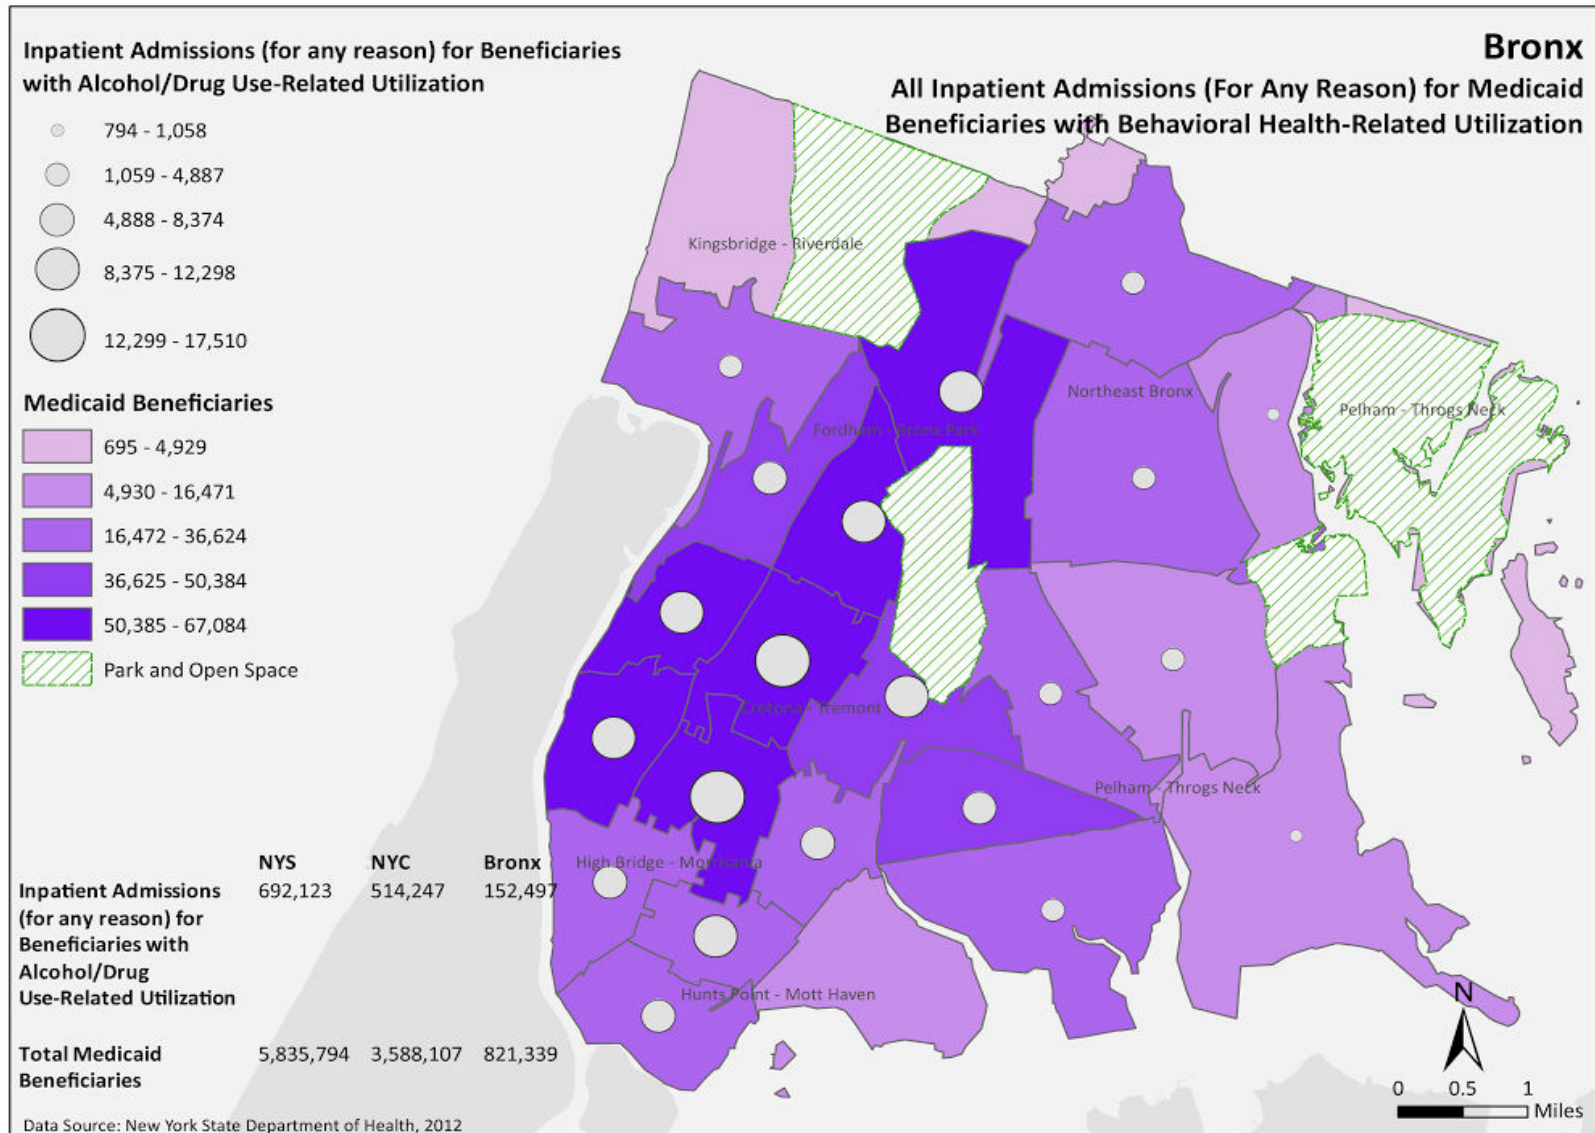 Inpatient Admissions (for any reason) for Beneficiaries
with Alcohol/Drug Use-Related Utilization
794 - 1,058
1,059 - 4,887
4,888 - 8,374
8,375 - 12,298
12,299 - 17,510
Medicaid Beneficiaries
695 - 4,929
4,930 - 16,471
16,472 - 36,624
36,625 - 50,384
50,385 - 67,084
Park and Open Space
Bronx
All Inpatient Admissions (For Any Reason) for Medicaid
Beneficiaries with Behavioral Health-Related Utilization
Kingsbridge - Riverdale
Northeast Bronx
Pelham - Throgs Neck
Fordham - Bronx Park
Crotona - Tremont
Pelham - Throgs Neck
High Bridge - Morrisania
Hunts Point - Mott Haven
NYS NYC Bronx
Inpatient Admissions 692,123 514,247 152,497
(for any reason) for
Beneficiaries with
Alcohol/Drug
Use-Related Utilization
Total Medicaid 5,835,794 3,588,107 821,339
Beneficiaries
Data Source: New York State Department of Health, 2012
N
0 0.5 1
Miles